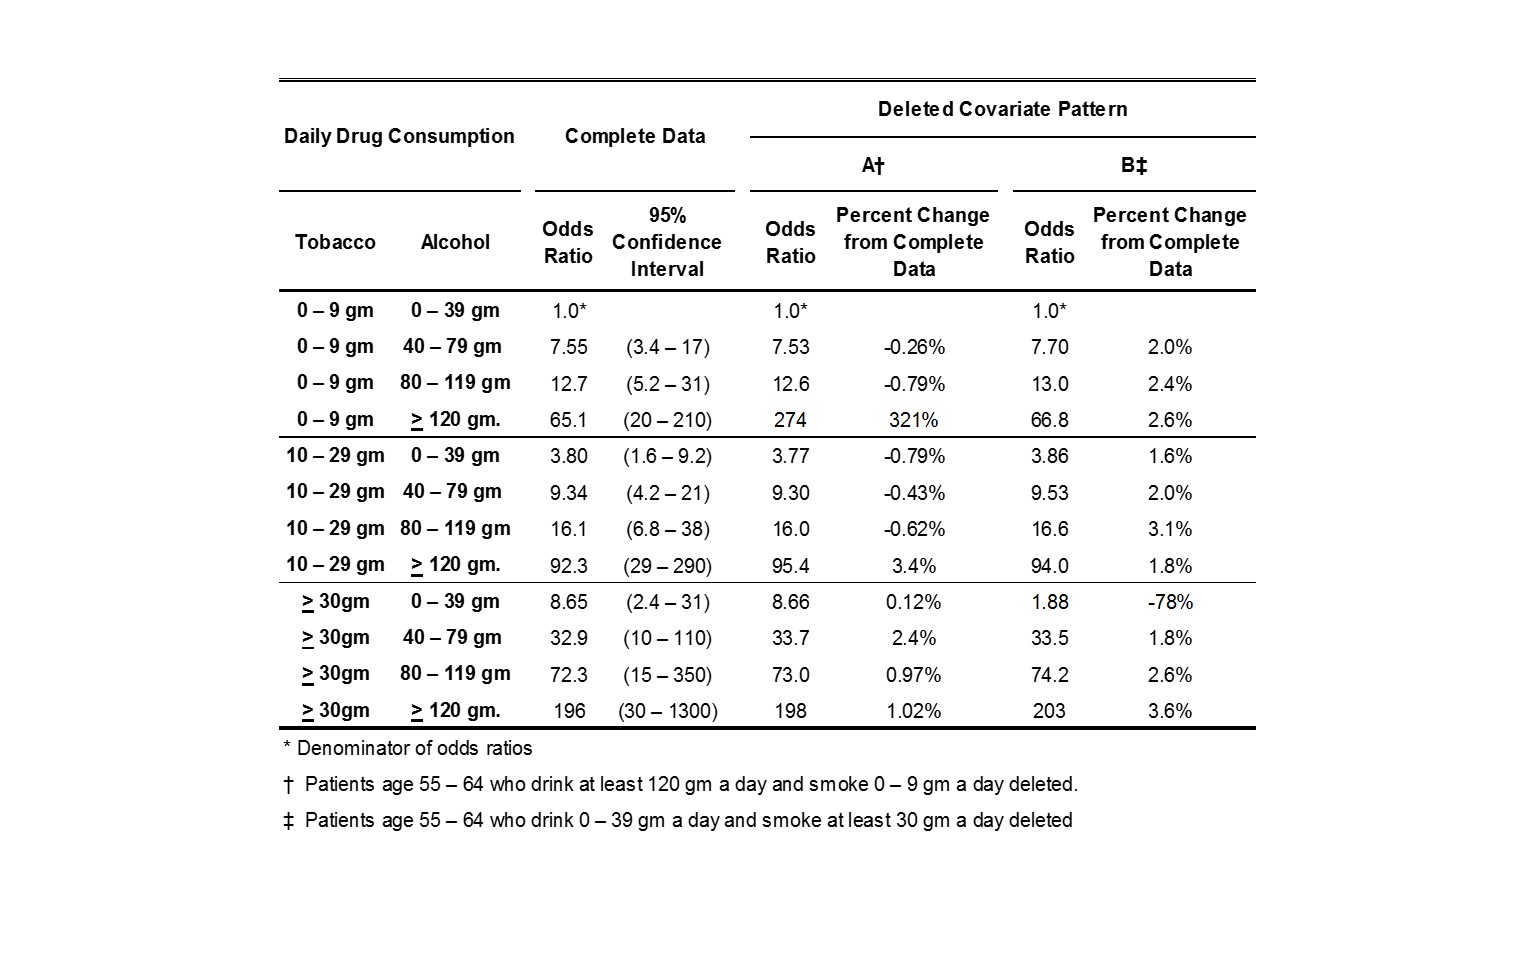 Deleted Covariate Pattern
Daily Drug Consumption Complete Data
A† B‡
Tobacco Alcohol Odds Ratio 95% Confidence Interval Odds Ratio Percent Change from Complete Data Odds Ratio Percent Change from Complete Data
0 – 9 gm 0 – 39 gm 1.0* 1.0* 1.0*
0 – 9 gm 40 – 79 gm 7.55 (3.4 – 17) 7.53 -0.26% 7.70 2.0%
0 – 9 gm 80 – 119 gm 12.7 (5.2 – 31) 12.6 -0.79% 13.0 2.4%
0 – 9 gm > 120 gm. 65.1 (20 – 210) 274 321% 66.8 2.6%
10 – 29 gm 0 – 39 gm 3.80 (1.6 – 9.2) 3.77 -0.79% 3.86 1.6%
10 – 29 gm 40 – 79 gm 9.34 (4.2 – 21) 9.30 -0.43% 9.53 2.0%
10 – 29 gm 80 – 119 gm 16.1 (6.8 – 38) 16.0 -0.62% 16.6 3.1%
10 – 29 gm > 120 gm. 92.3 (29 – 290) 95.4 3.4% 94.0 1.8%
> 30gm 0 – 39 gm 8.65 (2.4 – 31) 8.66 0.12% 1.88 -78%
> 30gm 40 – 79 gm 32.9 (10 – 110) 33.7 2.4% 33.5 1.8%
> 30gm 80 – 119 gm 72.3 (15 – 350) 73.0 0.97% 74.2 2.6%
> 30gm > 120 gm. 196 (30 – 1300) 198 1.02% 203 3.6%
* Denominator of odds ratios
† Patients age 55 – 64 who drink at least 120 gm a day and smoke 0 – 9 gm a day deleted.
‡ Patients age 55 – 64 who drink 0 – 39 gm a day and smoke at least 30 gm a day deleted